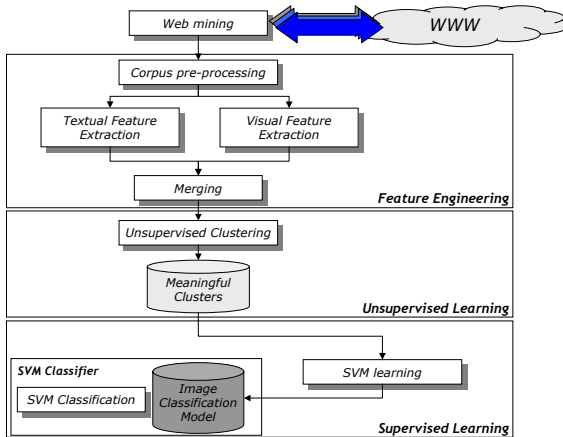 Web mining
WWW
Corpus pre-processing
Textual Feature
Extraction
Visual Feature
Extraction
Merging
Feature Engineering
Unsupervised Clustering
Meaningful
Clusters
Unsupervised Learning
SVM Classifier
SVM Classification
Image
Classification
Model
SVM learning
Supervised Learning